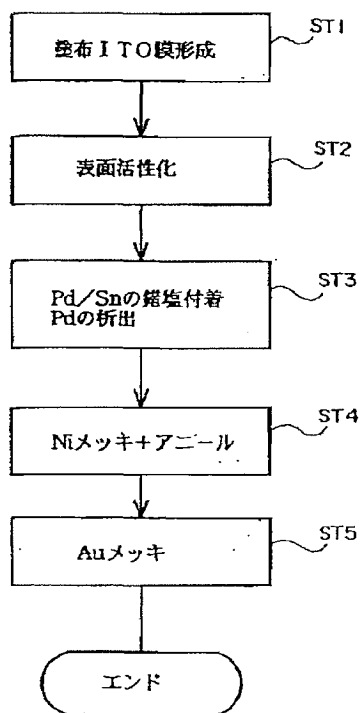 塗布ITO膜形成
ST1
表面活性化
ST2
Pd/Snの錯塩付着
Pdの析出
ST3
Niメッキ+アニール
ST4
Auメッキ
ST5
エンド